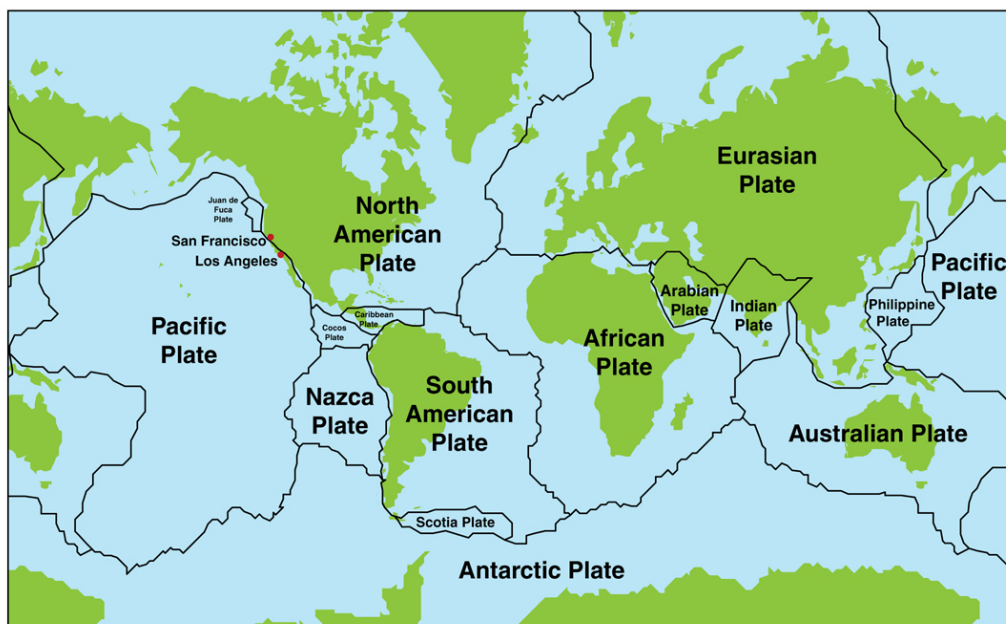 Eurasian
Plate
Juan de
Fuca
Plate
North
American
Plate
San Francisco
Los Angeles
Pacific
Plate
Arabian
Plate
Indian
Plate
Philippine
Plate
Caribbean
Plate
Cocos
Plate
Pacific
Plate
African
Plate
Nazca
Plate
South
American
Plate
Australian Plate
Scotia Plate
Antarctic Plate